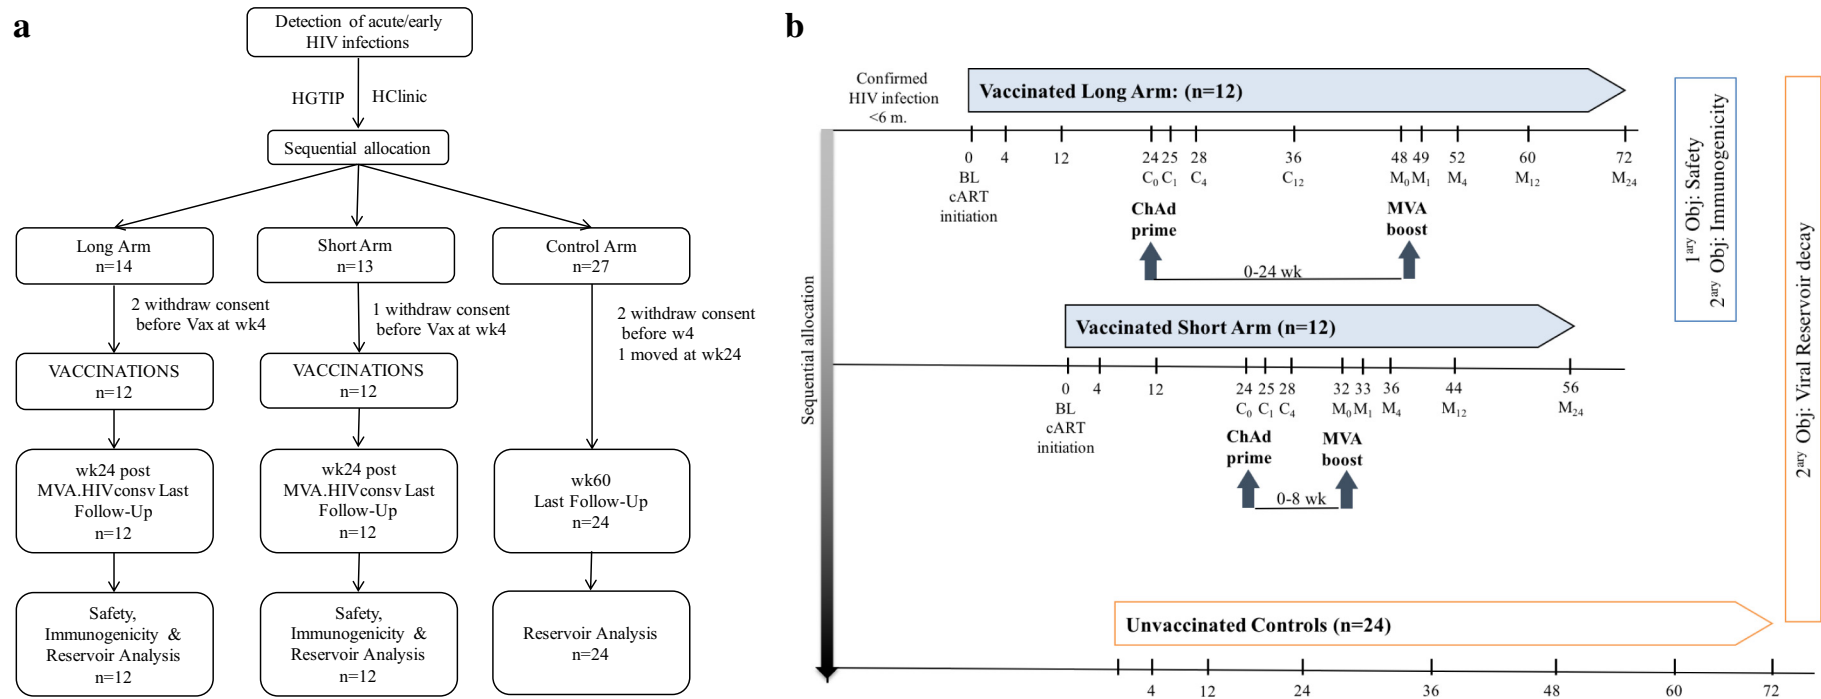 a
Detection of acute/early
HIV infections
HGTIP
HClinic
Sequential allocation
Long Arm
n=14
Short Arm
n=13
Control Arm
n=27
2 withdraw consent
before Vax at wk4
1 withdraw consent
before Vax at wk4
2 withdraw consent
before w4
1 moved at wk24
VACCINATIONS
n=12
VACCINATIONS
n=12
wk24 post
MVA.HIVconsv Last
Follow-Up
n=12
wk24 post
MVA.HIVconsv Last
Follow-Up
n=12
wk60
Last Follow-Up
n=24
Safety,
Immunogenicity &
Reservoir Analysis
n=12
Safety,
Immunogenicity &
Reservoir Analysis
n=12
Reservoir Analysis
n=24
b
Sequential allocation
Confirmed
HIV infection
<6 m.
Vaccinated Long Arm: (n=12)
0 4 12 24 25 28 36 48 49 52 60 72
BL C₀ C₁ C₄ C₁₂ M₀ M₁ M₄ M₁₂ M₂₄
cART
initiation
ChAd
prime
MVA
boost
0-24 wk
Vaccinated Short Arm (n=12)
0 4 12 24 25 28 32 33 36 44 56
BL C₀ C₁ C₄ M₀ M₁ M₄ M₁₂ M₂₄
cART
initiation
ChAd
prime
MVA
boost
0-8 wk
Unvaccinated Controls (n=24)
4 12 24 36 48 60 72
1ᵃʳʸ Obj: Safety
2ᵃʳʸ Obj: Immunogenicity
2ᵃʳʸ Obj: Viral Reservoir decay